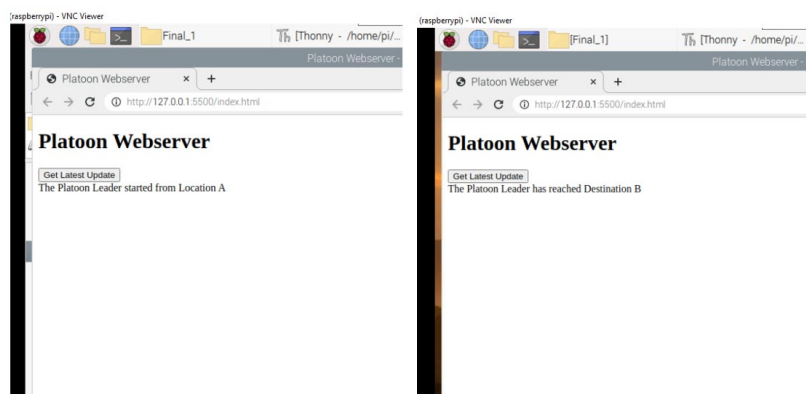 (raspberrypi) - VNC Viewer
Final_1
[Thonny - /home/pi/...
Platoon Webserver -
Platoon Webserver
http://127.0.0.1:5500/index.html
Platoon Webserver
Get Latest Update
The Platoon Leader started from Location A
(raspberrypi) - VNC Viewer
[Final_1]
[Thonny - /home/pi/...
Platoon Webserver -
Platoon Webserver
http://127.0.0.1:5500/index.html
Platoon Webserver
Get Latest Update
The Platoon Leader has reached Destination B